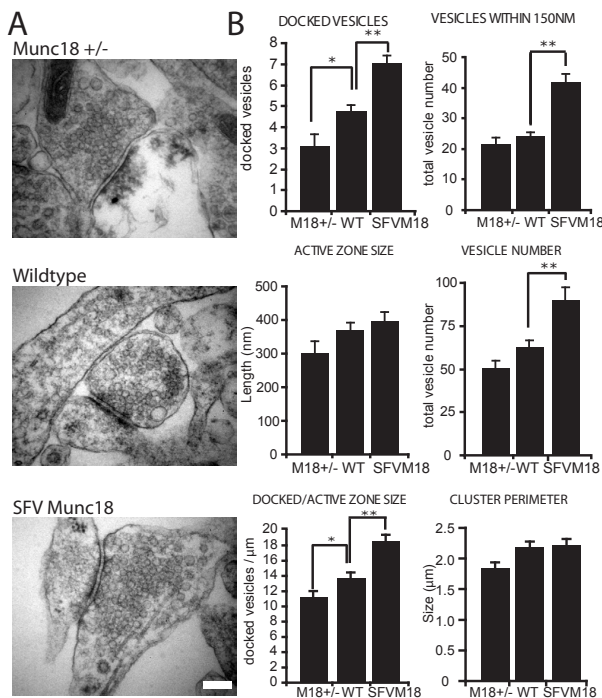 A
Munc18 +/-
Wildtype
SFV Munc18
B
DOCKED VESICLES
docked vesicles
8
7
6
5
4
3
2
1
0
*
**
M18+/- WT SFVM18
VESICLES WITHIN 150NM
total vesicle number
50
40
30
20
10
0
**
M18+/- WT SFVM18
ACTIVE ZONE SIZE
Length (nm)
500
400
300
200
100
0
M18+/- WT SFVM18
VESICLE NUMBER
total vesicle number
100
75
50
25
0
**
M18+/- WT SFVM18
DOCKED/ACTIVE ZONE SIZE
docked vesicles / µm
20
18
16
14
12
10
8
6
4
2
0
*
**
M18+/- WT SFVM18
CLUSTER PERIMETER
Size (µm)
2.5
2.0
1.5
1.0
0.5
0
M18+/- WT SFVM18